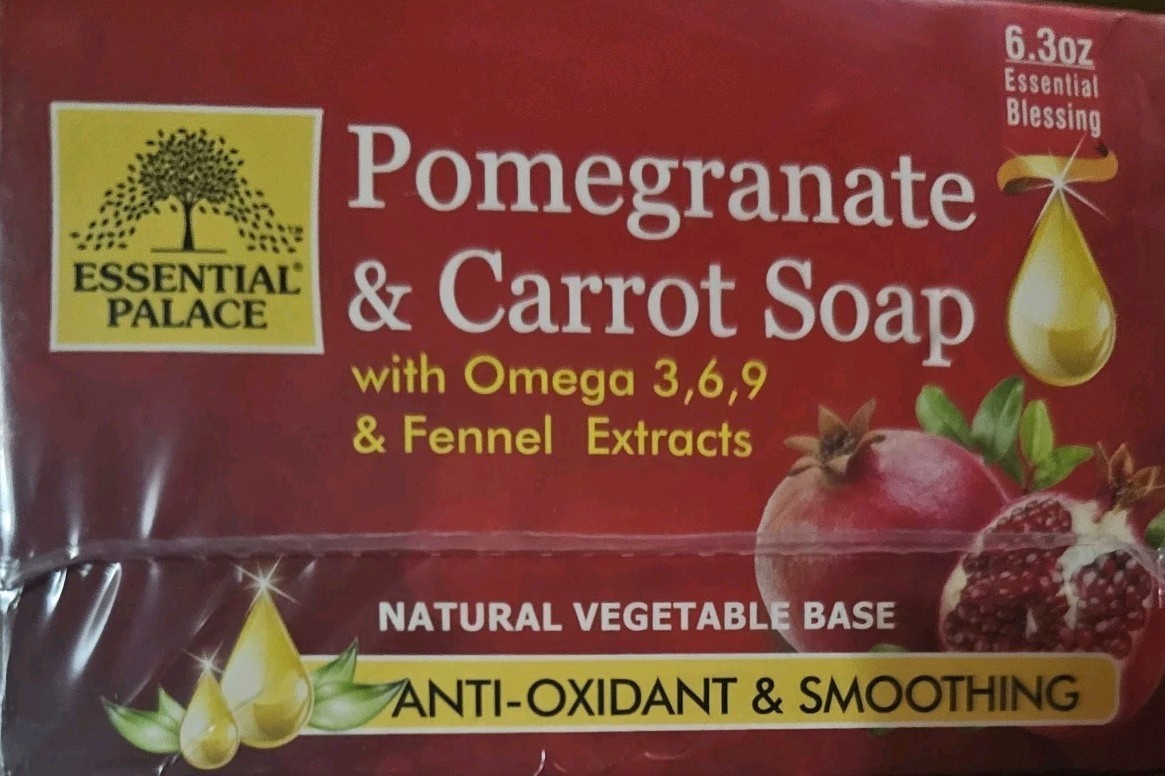 6.3oz
Essential
Blessing
ESSENTIAL®
PALACE
Pomegranate
& Carrot Soap
with Omega 3,6,9
& Fennel Extracts
NATURAL VEGETABLE BASE
ANTI-OXIDANT & SMOOTHING